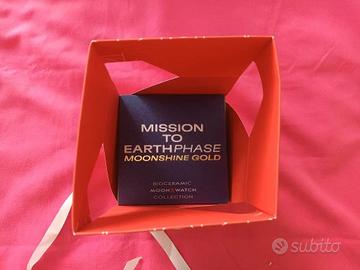 MISSION
TO
EARTHPHASE
MOONSHINE GOLD
BIOCERAMIC
MOONSWATCH
COLLECTION
subito